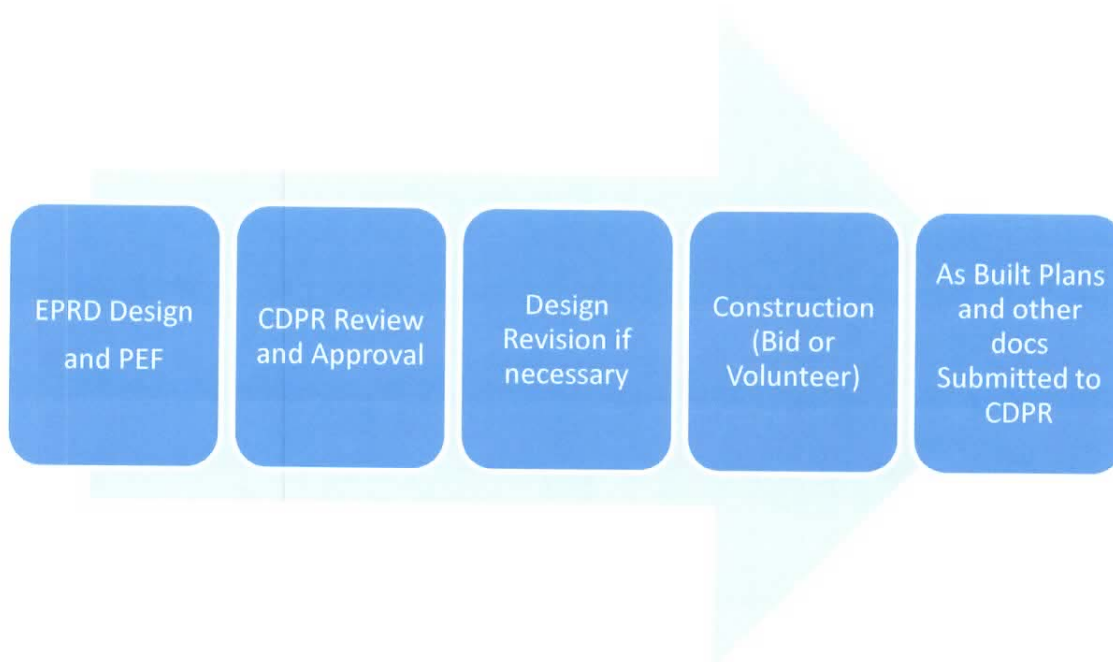 EPRD Design
and PEF
CDPR Review
and Approval
Design
Revision if
necessary
Construction
(Bid or
Volunteer)
As Built Plans
and other
docs
Submitted to
CDPR